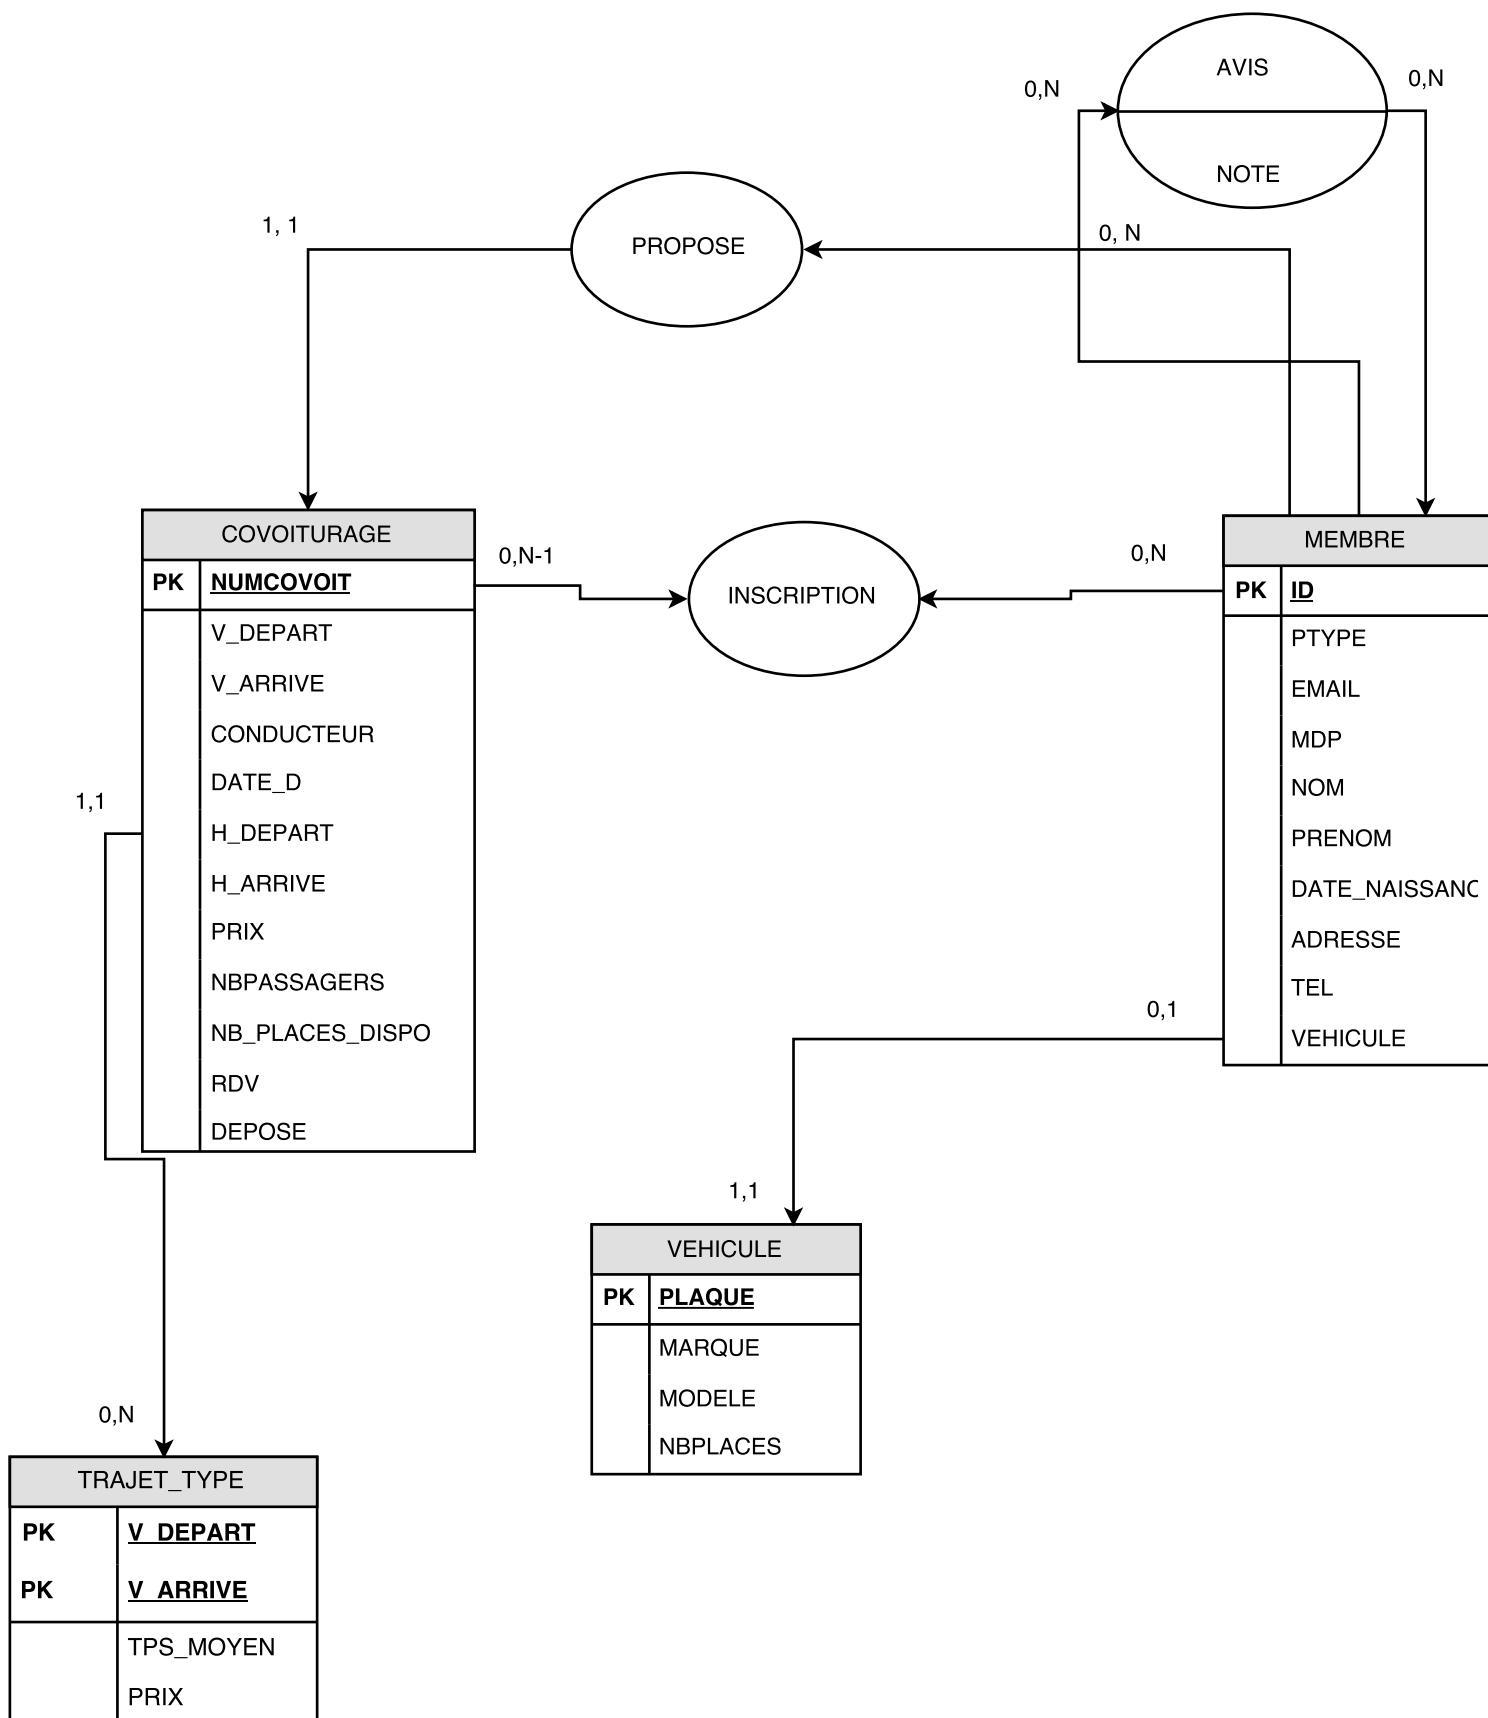 AVIS
0,N
0,N
NOTE
1, 1
PROPOSE
0, N
COVOITURAGE
PK NUMCOVOIT
V_DEPART
V_ARRIVE
CONDUCTEUR
DATE_D
H_DEPART
H_ARRIVE
PRIX
NBPASSAGERS
NB_PLACES_DISPO
RDV
DEPOSE
0,N-1
INSCRIPTION
0,N
MEMBRE
PK ID
PTYPE
EMAIL
MDP
NOM
PRENOM
DATE_NAISSANC
ADRESSE
TEL
VEHICULE
1,1
0,1
1,1
VEHICULE
PK PLAQUE
MARQUE
MODELE
NBPLACES
0,N
TRAJET_TYPE
PK V_DEPART
PK V_ARRIVE
TPS_MOYEN
PRIX